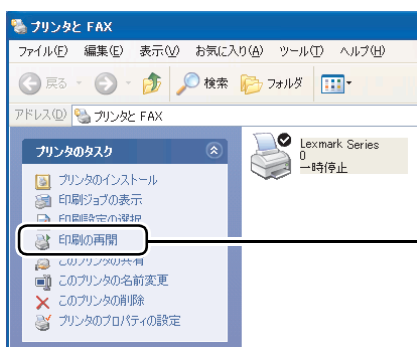 プリンタと FAX
ファイル(F) 編集(E) 表示(V) お気に入り(A) ツール(T) ヘルプ(H)
戻る 検索 フォルダ
アドレス(D) プリンタと FAX
プリンタのタスク
プリンタのインストール
印刷ジョブの表示
印刷設定の選択
印刷の再開
このプリンタの共有
このプリンタの名前変更
このプリンタの削除
プリンタのプロパティの設定
Lexmark Series
0
一時停止